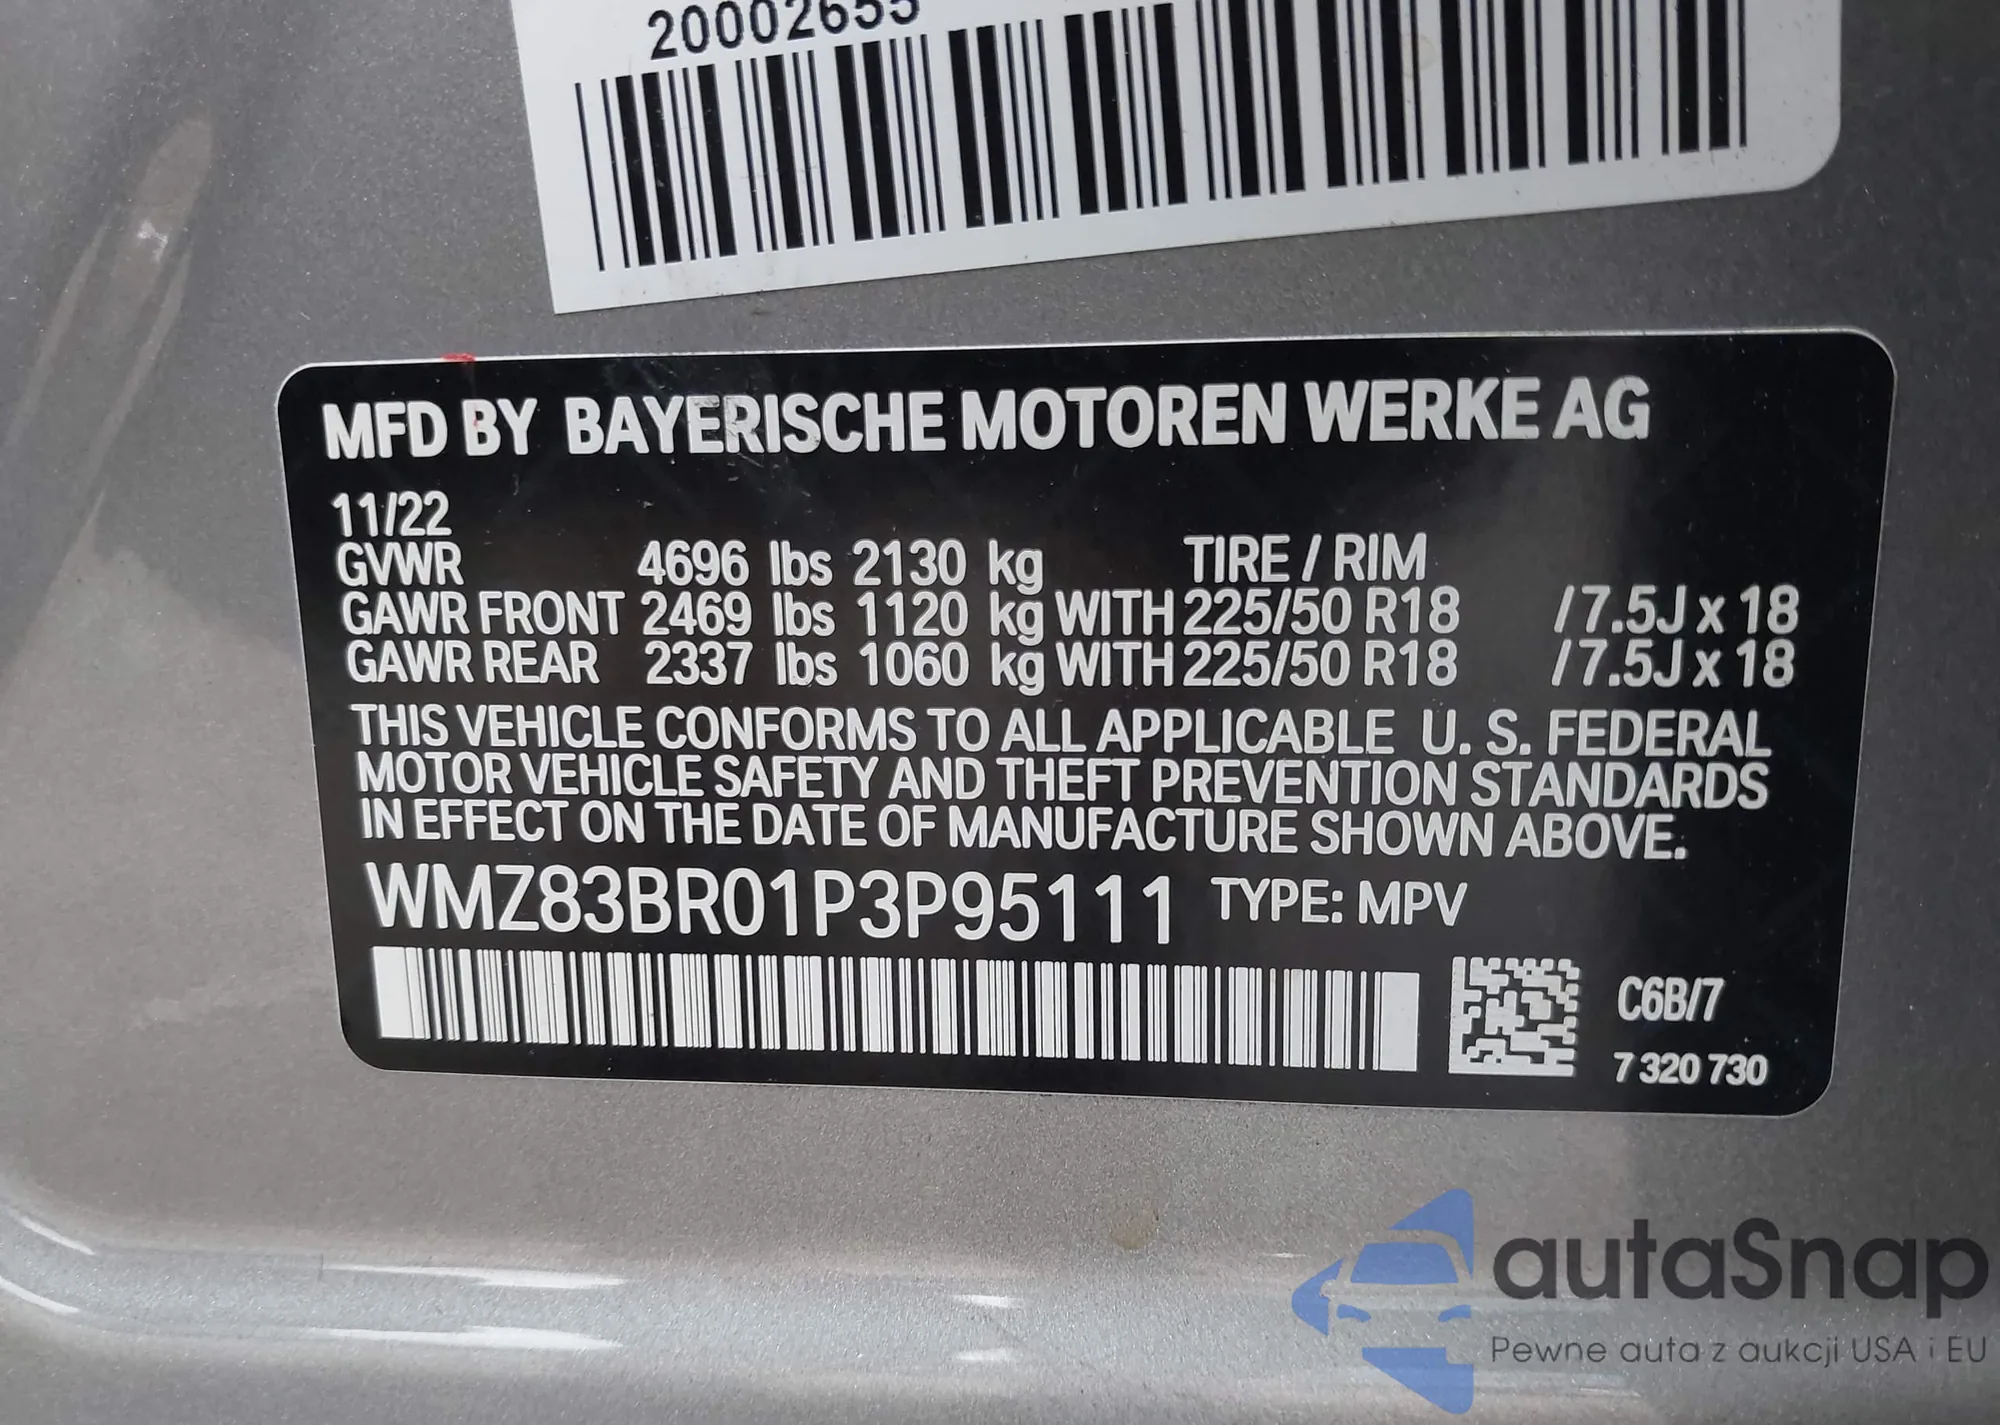 20002655
MFD BY BAYERISCHE MOTOREN WERKE AG
11/22
GVWR 4696 lbs 2130 kg TIRE / RIM
GAWR FRONT 2469 lbs 1120 kg WITH 225/50 R18 /7.5J x 18
GAWR REAR 2337 lbs 1060 kg WITH 225/50 R18 /7.5J x 18
THIS VEHICLE CONFORMS TO ALL APPLICABLE U. S. FEDERAL
MOTOR VEHICLE SAFETY AND THEFT PREVENTION STANDARDS
IN EFFECT ON THE DATE OF MANUFACTURE SHOWN ABOVE.
WMZ83BR01P3P95111 TYPE: MPV
C6B/7
7 320 730
autaSnap
Pewne auta z aukcji USA i EU